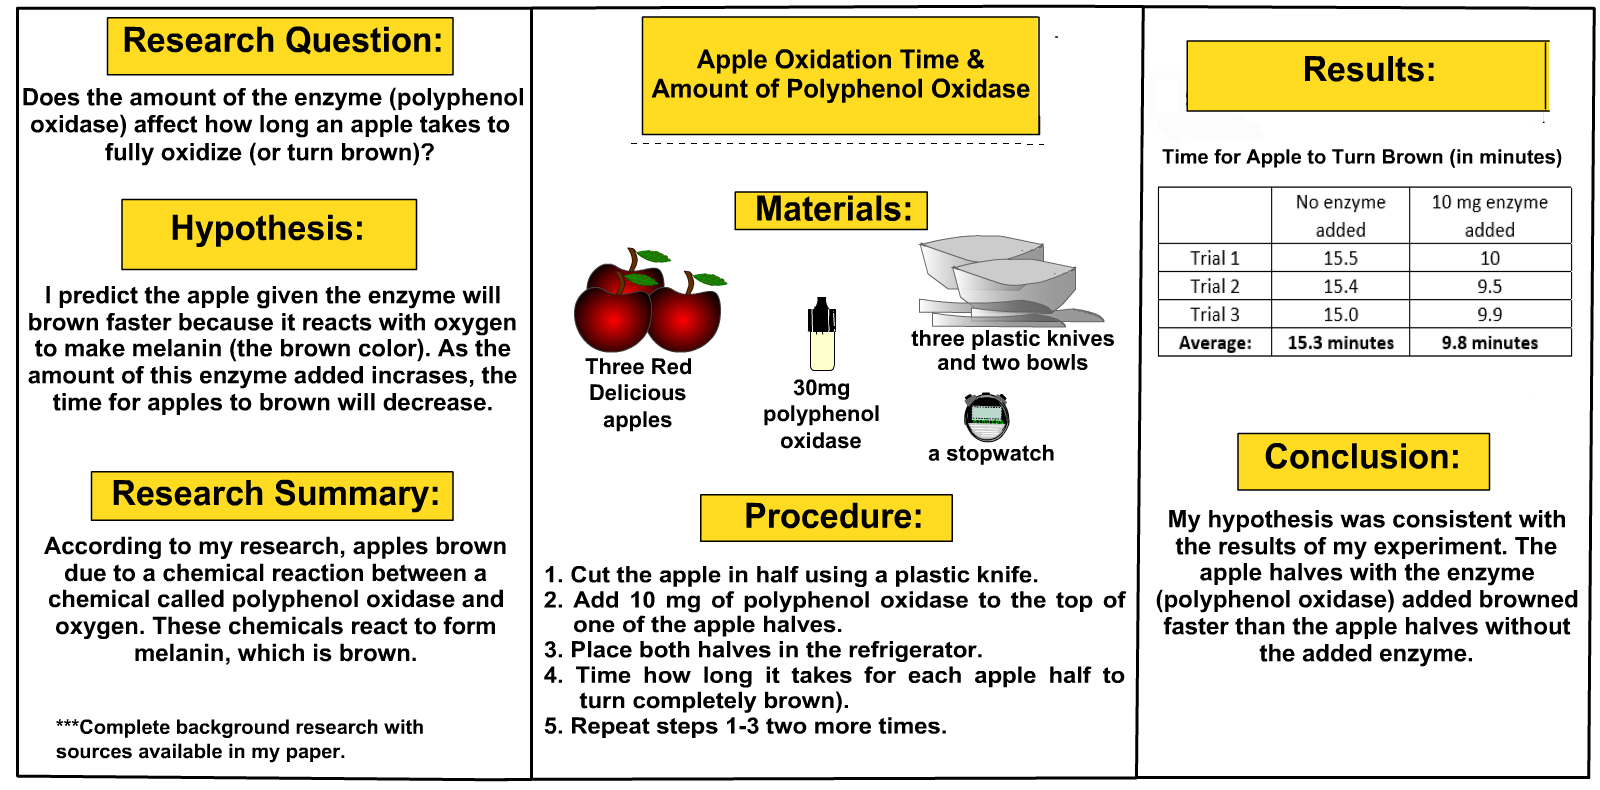 Research Question:
Does the amount of the enzyme (polyphenol
oxidase) affect how long an apple takes to
fully oxidize (or turn brown)?
Hypothesis:
I predict the apple given the enzyme will
brown faster because it reacts with oxygen
to make melanin (the brown color). As the
amount of this enzyme added incrases, the
time for apples to brown will decrease.
Research Summary:
According to my research, apples brown
due to a chemical reaction between a
chemical called polyphenol oxidase and
oxygen. These chemicals react to form
melanin, which is brown.
***Complete background research with
sources available in my paper.
Apple Oxidation Time &
Amount of Polyphenol Oxidase
Materials:
Three Red
Delicious
apples
30mg
polyphenol
oxidase
three plastic knives
and two bowls
a stopwatch
Procedure:
1. Cut the apple in half using a plastic knife.
2. Add 10 mg of polyphenol oxidase to the top of
one of the apple halves.
3. Place both halves in the refrigerator.
4. Time how long it takes for each apple half to
turn completely brown).
5. Repeat steps 1-3 two more times.
Results:
Time for Apple to Turn Brown (in minutes)
No enzyme added 10 mg enzyme added
Trial 1 15.5 10
Trial 2 15.4 9.5
Trial 3 15.0 9.9
Average: 15.3 minutes 9.8 minutes
Conclusion:
My hypothesis was consistent with
the results of my experiment. The
apple halves with the enzyme
(polyphenol oxidase) added browned
faster than the apple halves without
the added enzyme.